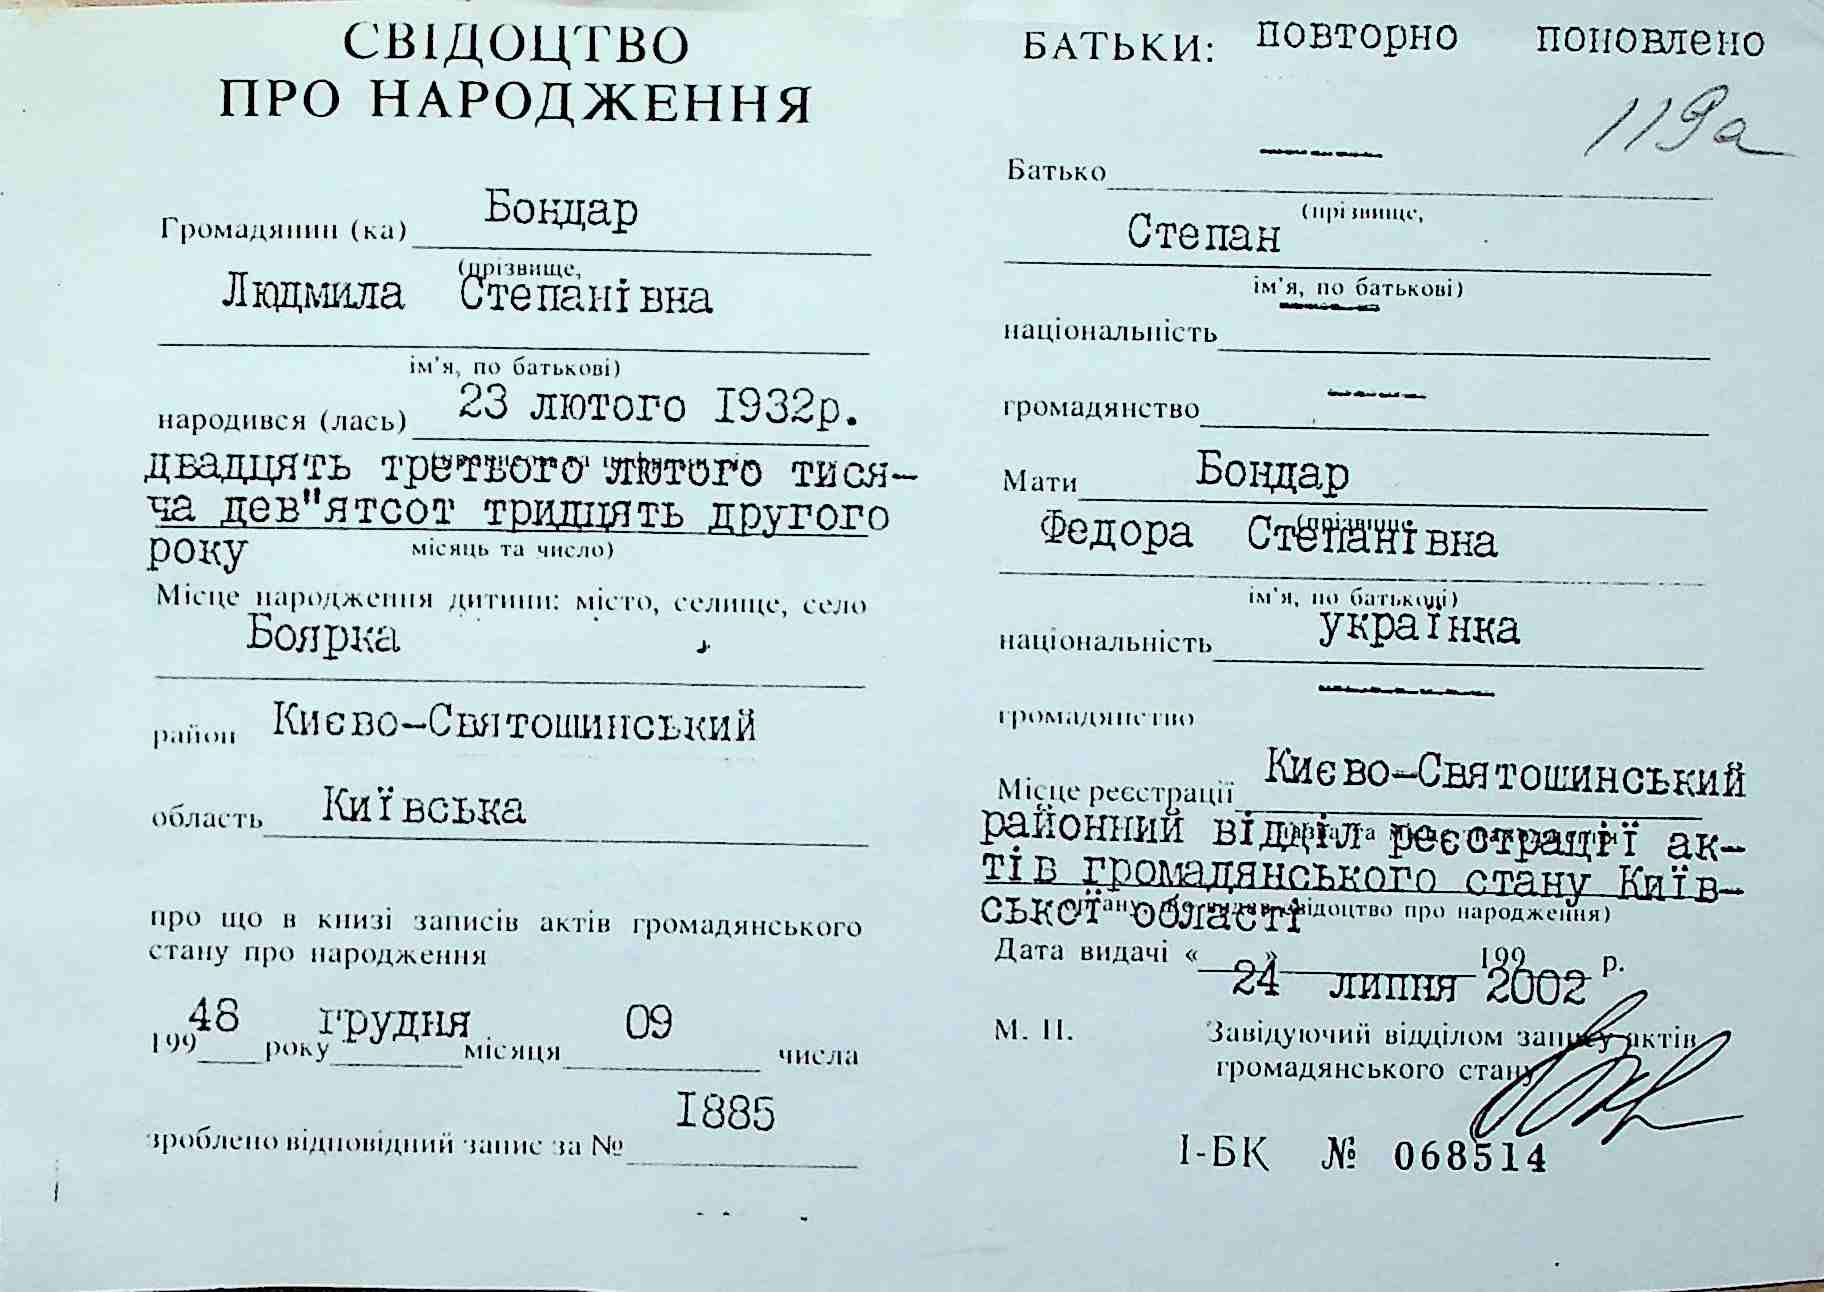 СВІДОЦТВО
ПРО НАРОДЖЕННЯ
Громадянин (ка) Бондар
(прізвище,
Людмила Степанівна
ім'я, по батькові)
народився (лась) 23 лютого 1932р.
двадцять третього лютого тися-
ча дев"ятсот тридцять другого
року місяць та число)
Місце народження дитини: місто, селище, село
Боярка
район Києво-Святошинський
область Київська
про що в книзі записів актів громадянського
стану про народження
199 48 року грудня місяця 09 числа
зроблено відповідний запис за № 1885
БАТЬКИ: повторно поновлено
119а
Батько ----
(прізвище,
Степан
ім'я, по батькові)
національність ----
громадянство ----
Мати Бондар
(прізвище
Федора Степанівна
ім'я, по батькові)
національність українка
громадянство ----
Місце реєстрації Києво-Святошинський
районний відділ реєстрації ак-
тів громадянського стану Київ-
ської області свідоцтво про народження)
Дата видачі « » 199 р.
24 липня 2002
М. П. Завідуючий відділом запису актів
громадянського стану
І-БК № 068514